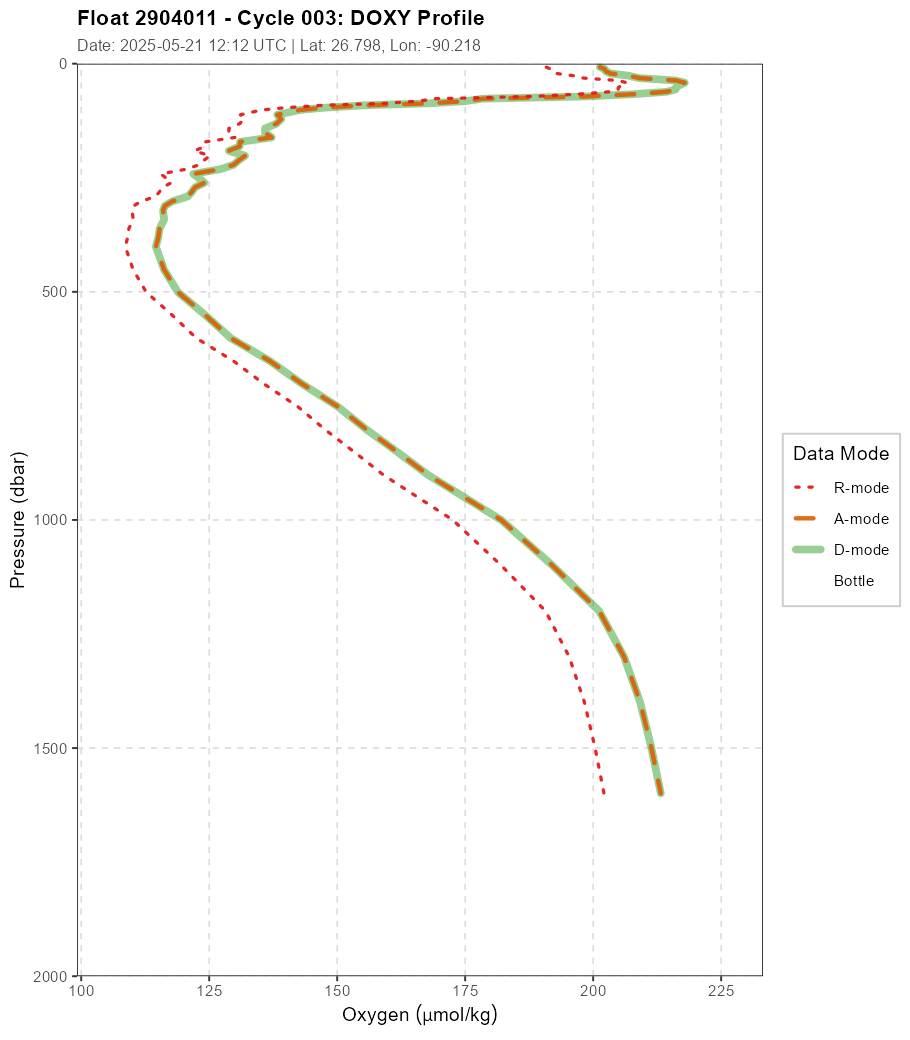 Float 2904011 - Cycle 003: DOXY Profile
Date: 2025-05-21 12:12 UTC | Lat: 26.798, Lon: -90.218
0
500
1000
1500
2000
Pressure (dbar)
100 125 150 175 200 225
Oxygen (µmol/kg)
Data Mode
R-mode
A-mode
D-mode
Bottle